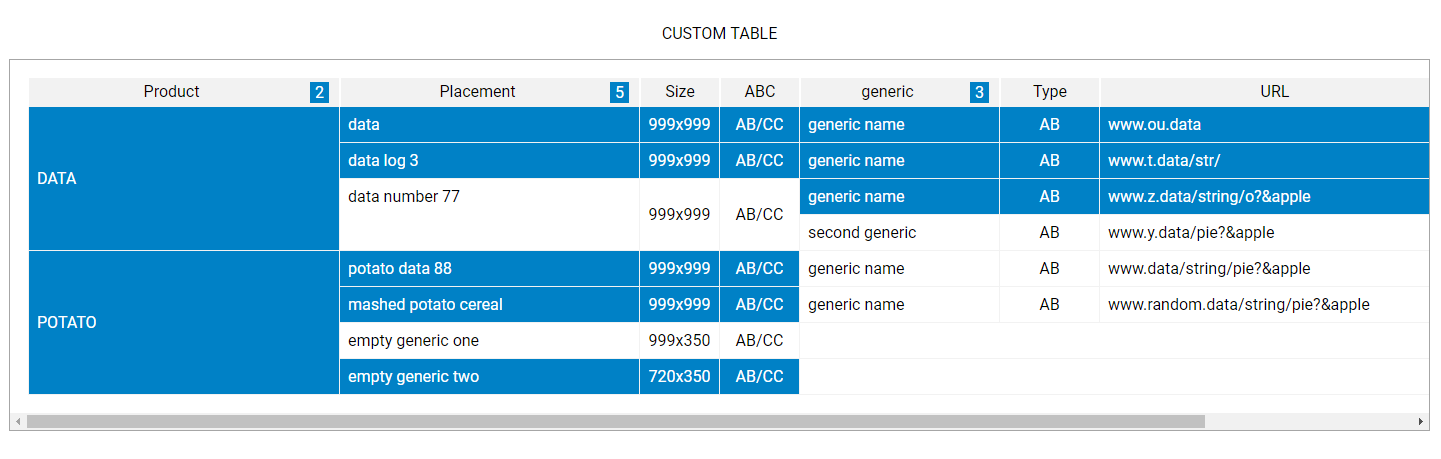 CUSTOM TABLE
Product 2 Placement 5 Size ABC generic 3 Type URL
data 999x999 AB/CC generic name AB www.ou.data
data log 3 999x999 AB/CC generic name AB www.t.data/str/
DATA
data number 77 999x999 AB/CC generic name AB www.z.data/string/o?&apple
second generic AB www.y.data/pie?&apple
potato data 88 999x999 AB/CC generic name AB www.data/string/pie?&apple
mashed potato cereal 999x999 AB/CC generic name AB www.random.data/string/pie?&apple
POTATO
empty generic one 999x350 AB/CC
empty generic two 720x350 AB/CC